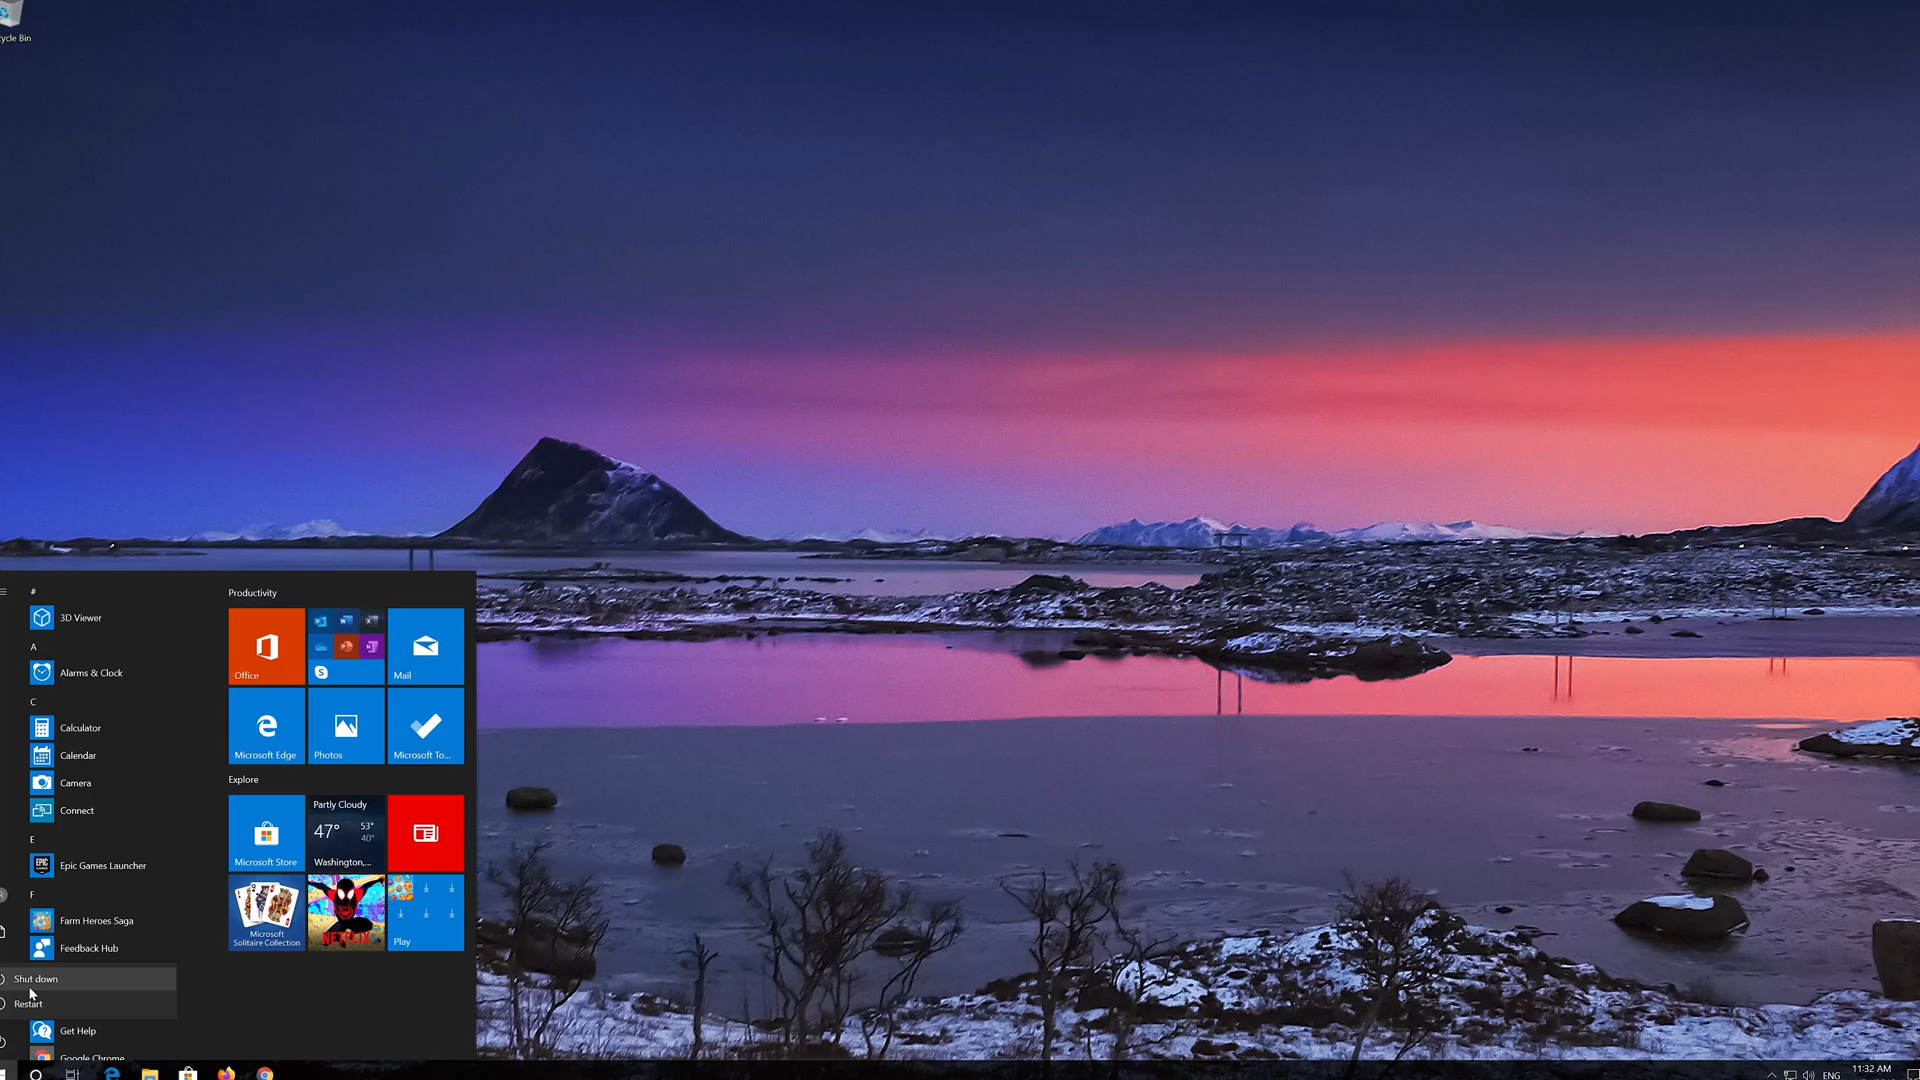 cycle Bin
#
3D Viewer
A
Alarms & Clock
C
Calculator
Calendar
Camera
Connect
E
Epic Games Launcher
F
Farm Heroes Saga
Feedback Hub
Shut down
Restart
Get Help
Google Chrome
Productivity
Office
Mail
Microsoft Edge
Photos
Microsoft To...
Explore
Microsoft Store
Partly Cloudy
47°
53°
40°
Washington,...
Microsoft
Solitaire Collection
NETFLIX
Play
ENG
11:32 AM